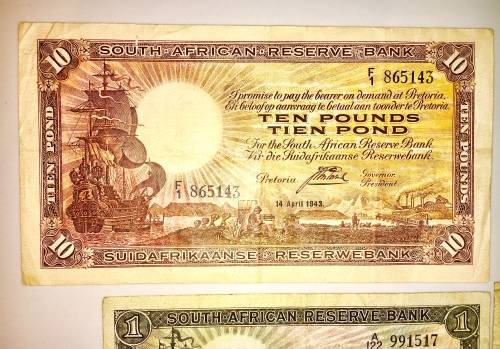 10 SOUTH·AFRICAN·RESERVE·BANK 10
F/1 865143
TIEN POND
I promise to pay the bearer on demand at Pretoria.
Ek beloof op aanvraag te betaal aan toonder te Pretoria.
TEN POUNDS
TIEN POND
TEN POUNDS
For the South African Reserve Bank
Vir die Suidafrikaanse Reserwebank.
F/1 865143
Pretoria. Governor.
President.
14 April 1943.
10 SUIDAFRIKAANSE·RESERWEBANK 10
1 SOUTH·AFRICAN·RESERVE·BANK 1
A/122 991517